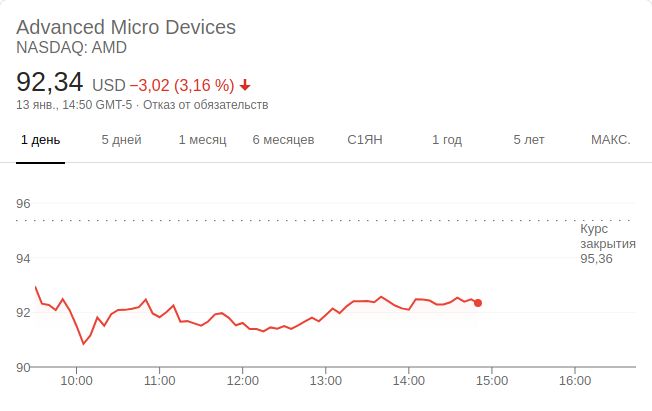 Advanced Micro Devices
NASDAQ: AMD
92,34 USD −3,02 (3,16 %) ↓
13 янв., 14:50 GMT-5 · Отказ от обязательств
1 день 5 дней 1 месяц 6 месяцев С1ЯН 1 год 5 лет МАКС.
96
Курс
закрытия
94
95,36
92
90
10:00 11:00 12:00 13:00 14:00 15:00 16:00